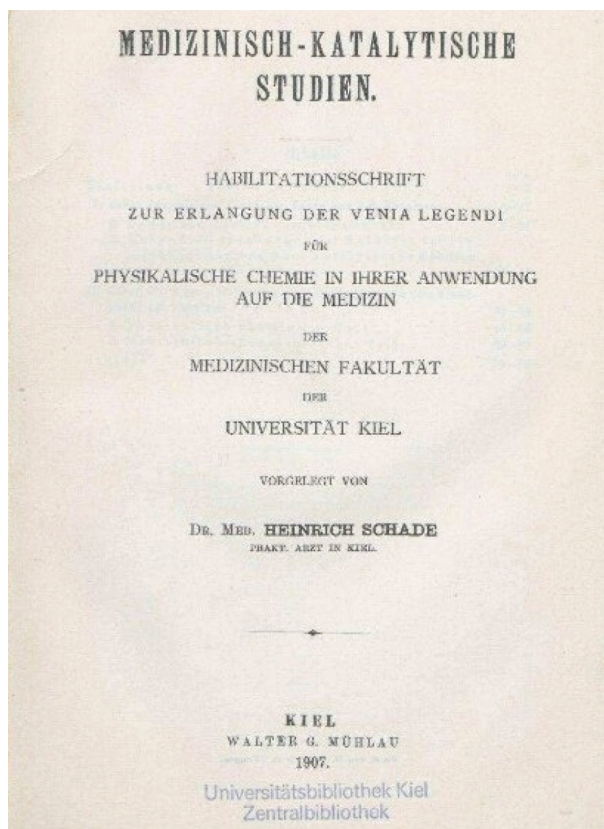 MEDIZINISCH-KATALYTISCHE
STUDIEN.
HABILITATIONSSCHRIFT
ZUR ERLANGUNG DER VENIA LEGENDI
FÜR
PHYSIKALISCHE CHEMIE IN IHRER ANWENDUNG
AUF DIE MEDIZIN
DER
MEDIZINISCHEN FAKULTÄT
DER
UNIVERSITÄT KIEL
VORGELEGT VON
DR. MED. HEINRICH SCHADE
PRAKT. ARZT IN KIEL.
KIEL
WALTER G. MÜHLAU
1907.
Universitätsbibliothek Kiel
Zentralbibliothek